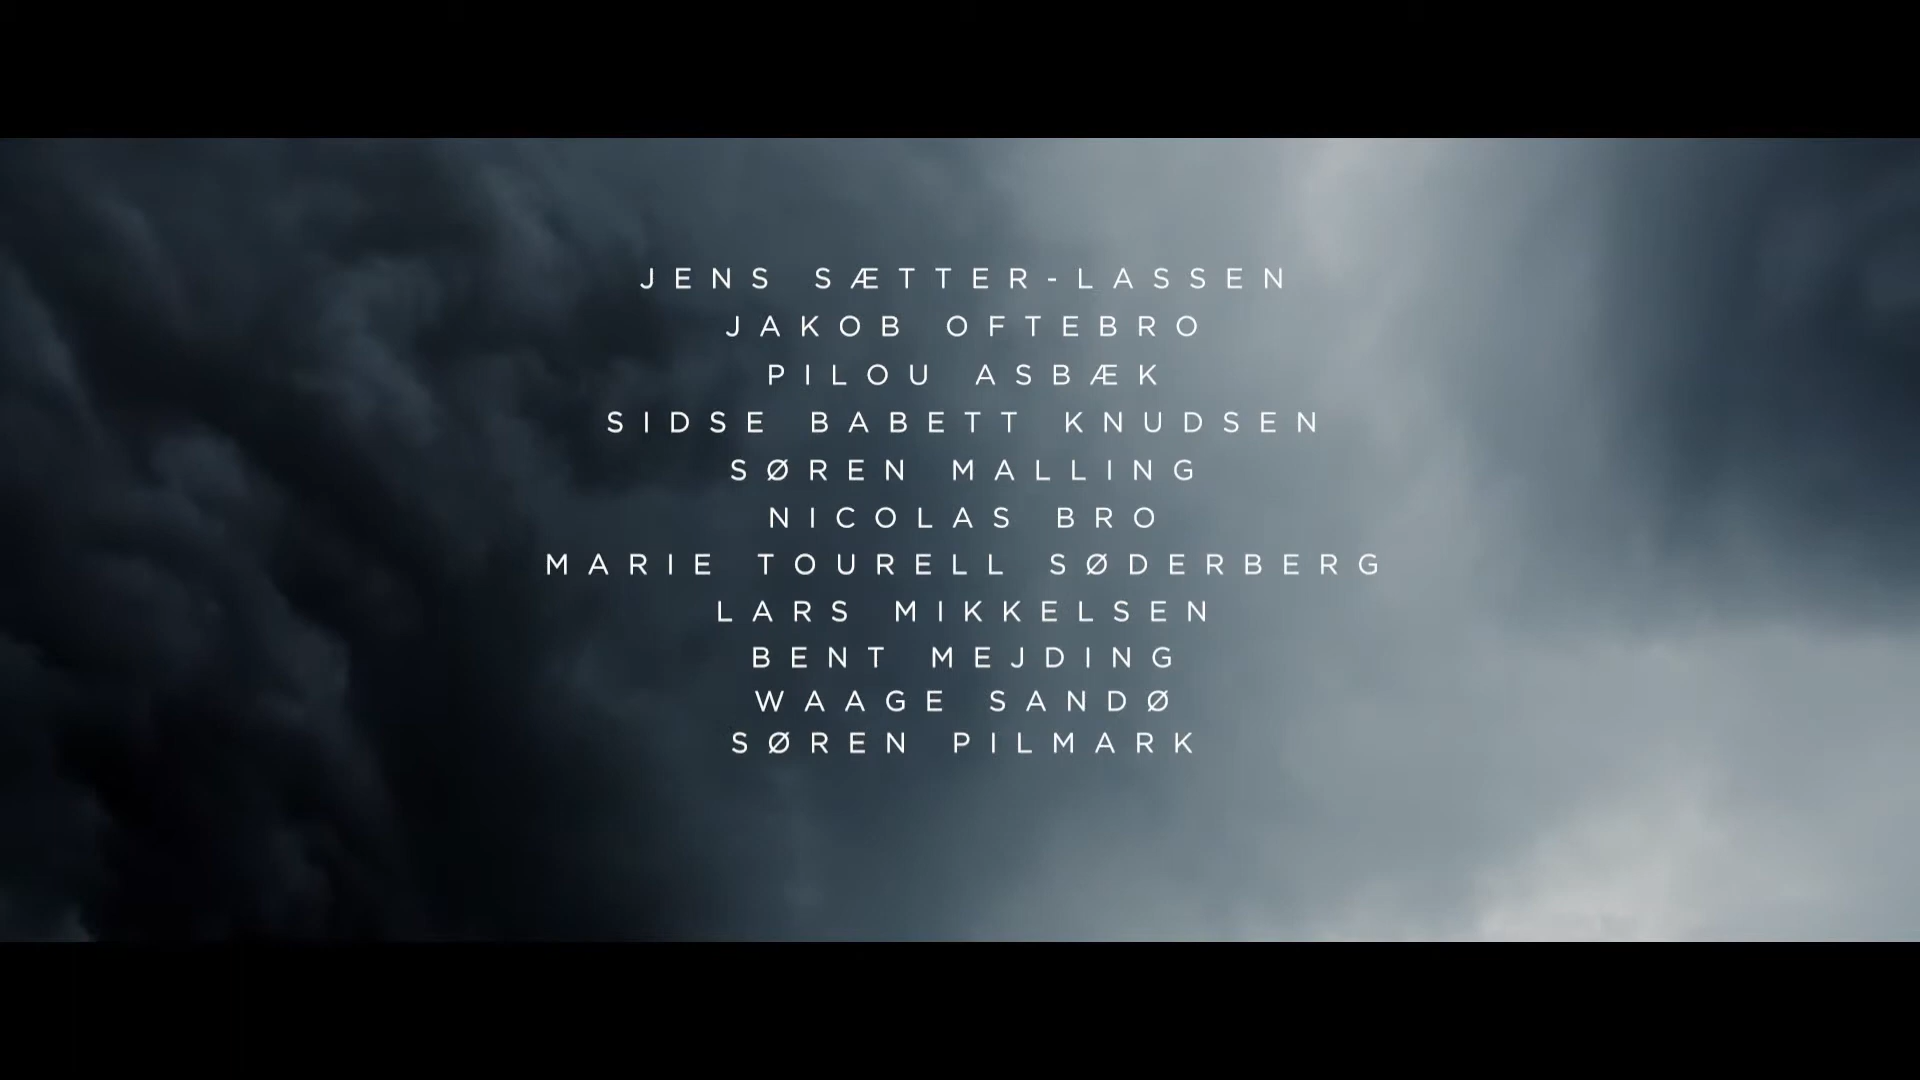 JENS SÆTTER-LASSEN
JAKOB OFTEBRO
PILOU ASBÆK
SIDSE BABETT KNUDSEN
SØREN MALLING
NICOLAS BRO
MARIE TOURELL SØDERBERG
LARS MIKKELSEN
BENT MEJDING
WAAGE SANDØ
SØREN PILMARK